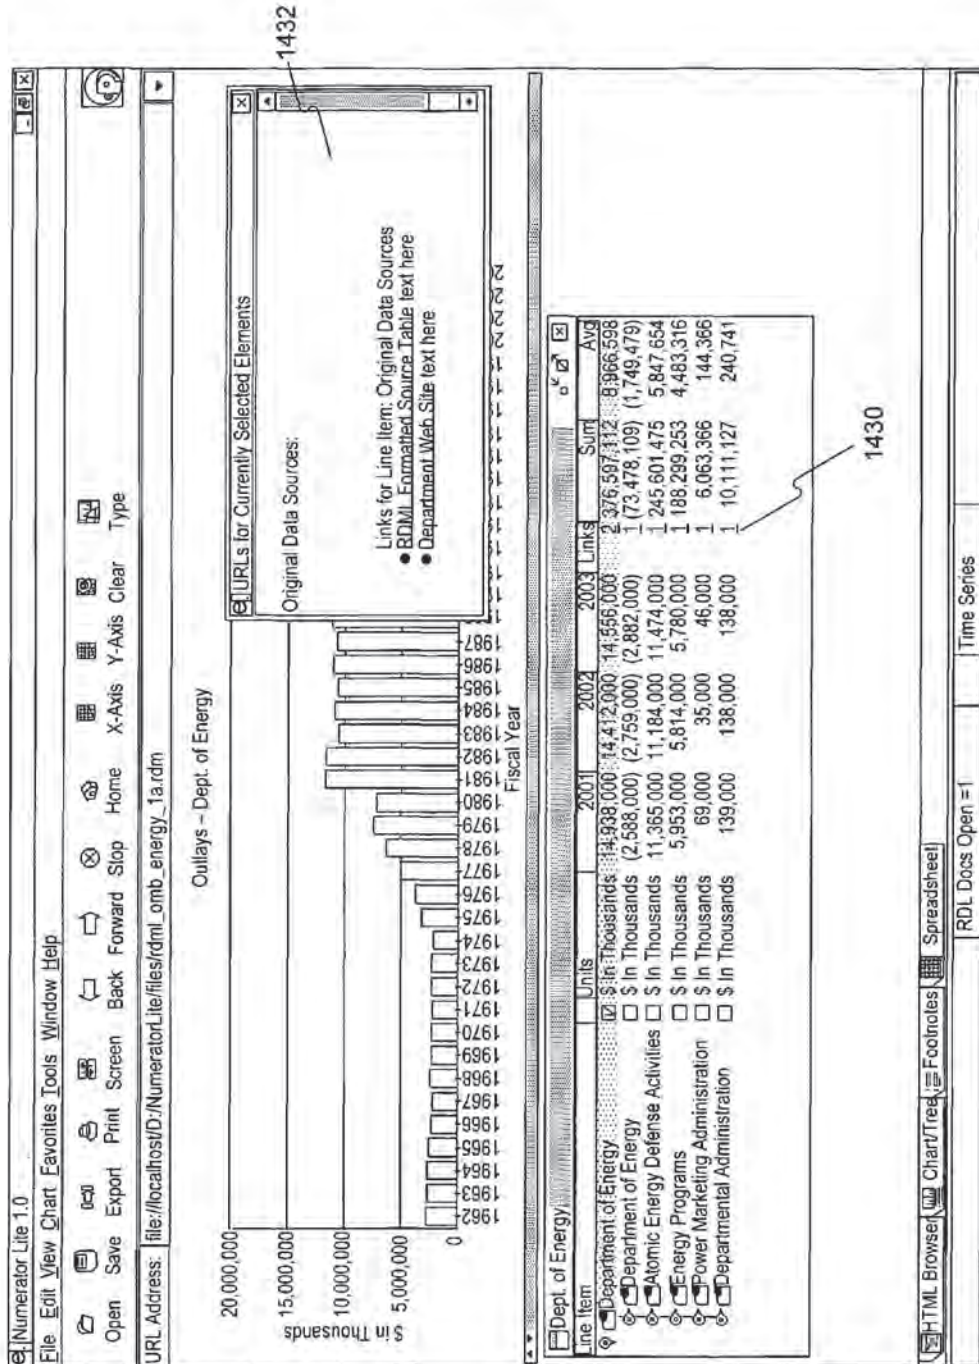 Numerator Lite 1.0
File Edit View Chart Favorites Tools Window Help
Open Save Export Print Screen Back Forward Stop Home X-Axis Y-Axis Clear Type
URL Address: file://localhost/D:/NumeratorLite/files/rdml_omb_energy_1a.rdm
Outlays – Dept. of Energy
$ in Thousands
20,000,000
15,000,000
10,000,000
5,000,000
0
1962 1963 1964 1965 1966 1967 1968 1969 1970 1971 1972 1973 1974 1975 1976 1977 1978 1979 1980 1981 1982 1983 1984 1985 1986 1987
Fiscal Year
URLs for Currently Selected Elements
Original Data Sources:
Links for Line Item: Original Data Sources
• RDML Formatted Source Table text here
• Department Web Site text here
1432
Dept. of Energy
Line Item Units 2001 2002 2003 Links Sum Avg
Department of Energy $ In Thousands 14,938,000 14,412,000 14,556,000 2 376,597,112 8,966,598
Department of Energy $ In Thousands (2,588,000) (2,759,000) (2,882,000) 1 (73,478,109) (1,749,479)
Atomic Energy Defense Activities $ In Thousands 11,365,000 11,184,000 11,474,000 1 245,601,475 5,847,654
Energy Programs $ In Thousands 5,953,000 5,814,000 5,780,000 1 188,299,253 4,483,316
Power Marketing Administration $ In Thousands 69,000 35,000 46,000 1 6,063,366 144,366
Departmental Administration $ In Thousands 139,000 138,000 138,000 1 10,111,127 240,741
1430
HTML Browser Chart/Tree Footnotes Spreadsheet
RDL Docs Open =1 Time Series